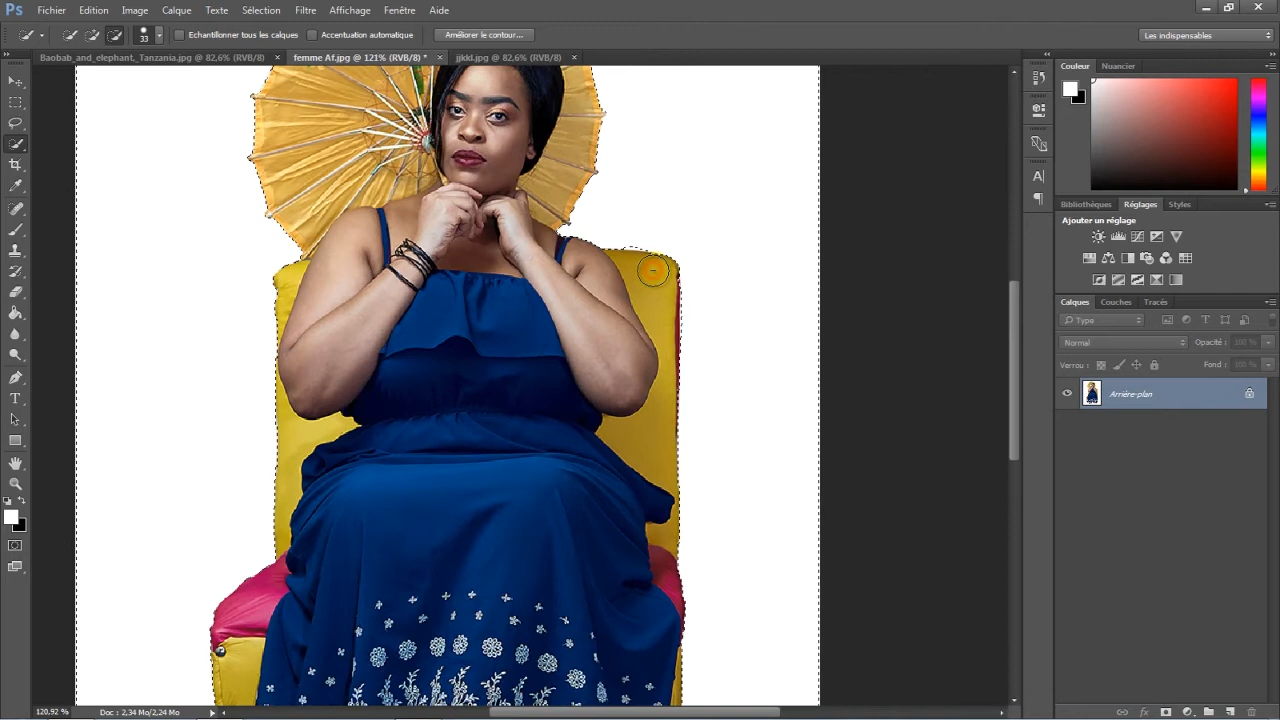 Ps Fichier Edition Image Calque Texte Sélection Filtre Affichage Fenêtre Aide
33 Echantillonner tous les calques Accentuation automatique Améliorer le contour... Les indispensables
Baobab_and_elephant,_Tanzania.jpg @ 82,6% (RVB/8) × femme Af.jpg @ 121% (RVB/8) * × jjkkl.jpg @ 82,6% (RVB/8) ×
Couleur Nuancier
Bibliothèques Réglages Styles
Ajouter un réglage
Calques Couches Tracés
Type
Normal Opacité : 100 %
Verrou : Fond : 100 %
Arrière-plan
120,92 % Doc : 2,34 Mo/2,24 Mo